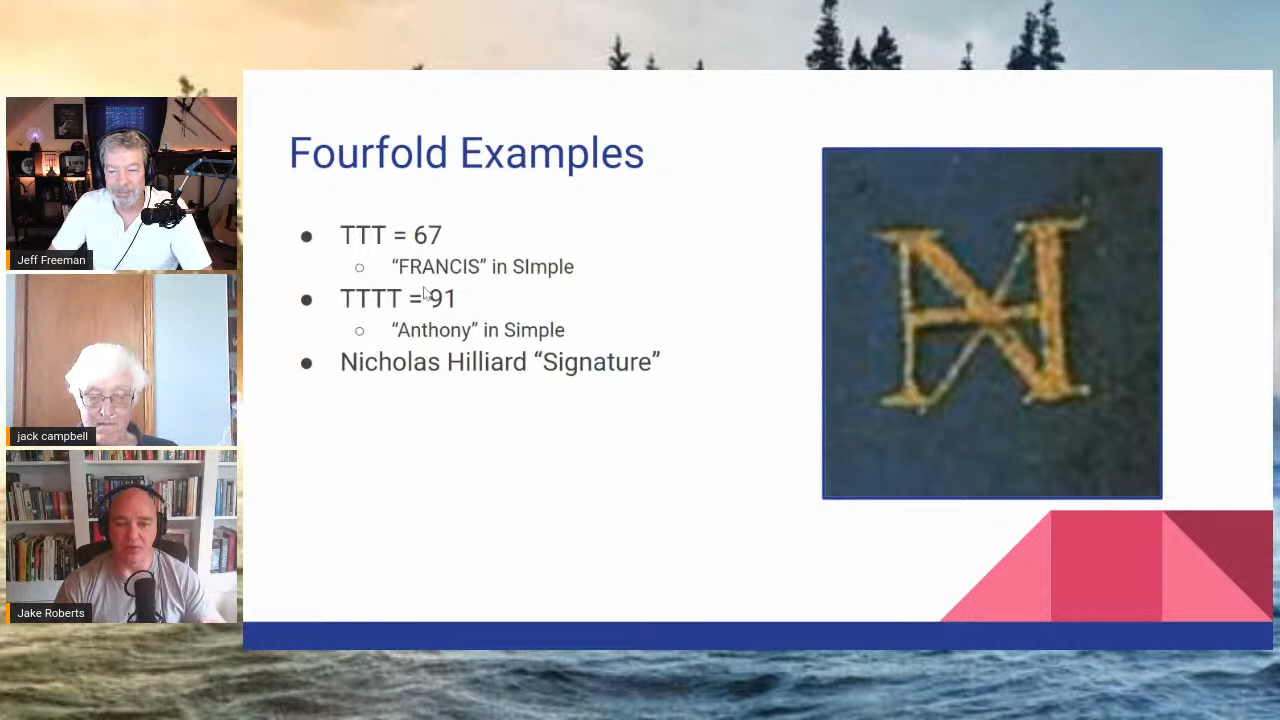 Fourfold Examples
TTT = 67
"FRANCIS" in SImple
TTTT = 91
"Anthony" in Simple
Nicholas Hilliard "Signature"
Jeff Freeman
jack campbell
Jake Roberts